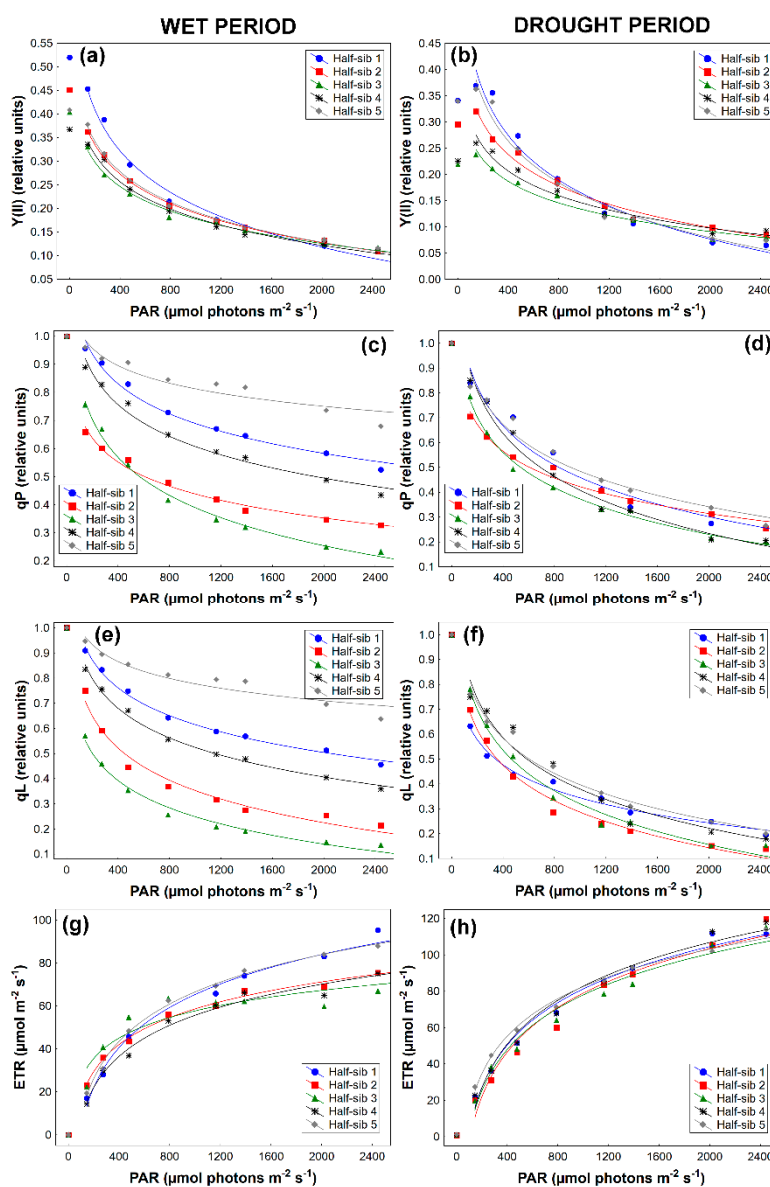 WET PERIOD
DROUGHT PERIOD
(a)
Half-sib 1
Half-sib 2
Half-sib 3
Half-sib 4
Half-sib 5
Y(II) (relative units)
0.55
0.50
0.45
0.40
0.35
0.30
0.25
0.20
0.15
0.10
0.05
0 400 800 1200 1600 2000 2400
PAR (µmol photons m⁻² s⁻¹)
(b)
Half-sib 1
Half-sib 2
Half-sib 3
Half-sib 4
Half-sib 5
Y(II) (relative units)
0.45
0.40
0.35
0.30
0.25
0.20
0.15
0.10
0.05
0.00
0 400 800 1200 1600 2000 2400
PAR (µmol photons m⁻² s⁻¹)
(c)
qP (relative units)
1.0
0.9
0.8
0.7
0.6
0.5
0.4
0.3
0.2
Half-sib 1
Half-sib 2
Half-sib 3
Half-sib 4
Half-sib 5
0 400 800 1200 1600 2000 2400
PAR (µmol photons m⁻² s⁻¹)
(d)
qP (relative units)
1.0
0.9
0.8
0.7
0.6
0.5
0.4
0.3
0.2
0.1
Half-sib 1
Half-sib 2
Half-sib 3
Half-sib 4
Half-sib 5
0 400 800 1200 1600 2000 2400
PAR (µmol photons m⁻² s⁻¹)
(e)
Half-sib 1
Half-sib 2
Half-sib 3
Half-sib 4
Half-sib 5
qL (relative units)
1.0
0.9
0.8
0.7
0.6
0.5
0.4
0.3
0.2
0.1
0 400 800 1200 1600 2000 2400
PAR (µmol photons m⁻² s⁻¹)
(f)
Half-sib 1
Half-sib 2
Half-sib 3
Half-sib 4
Half-sib 5
qL (relative units)
1.0
0.9
0.8
0.7
0.6
0.5
0.4
0.3
0.2
0.1
0 400 800 1200 1600 2000 2400
PAR (µmol photons m⁻² s⁻¹)
(g)
ETR (µmol m⁻² s⁻¹)
100
80
60
40
20
0
Half-sib 1
Half-sib 2
Half-sib 3
Half-sib 4
Half-sib 5
0 400 800 1200 1600 2000 2400
PAR (µmol photons m⁻² s⁻¹)
(h)
ETR (µmol m⁻² s⁻¹)
120
100
80
60
40
20
0
Half-sib 1
Half-sib 2
Half-sib 3
Half-sib 4
Half-sib 5
0 400 800 1200 1600 2000 2400
PAR (µmol photons m⁻² s⁻¹)